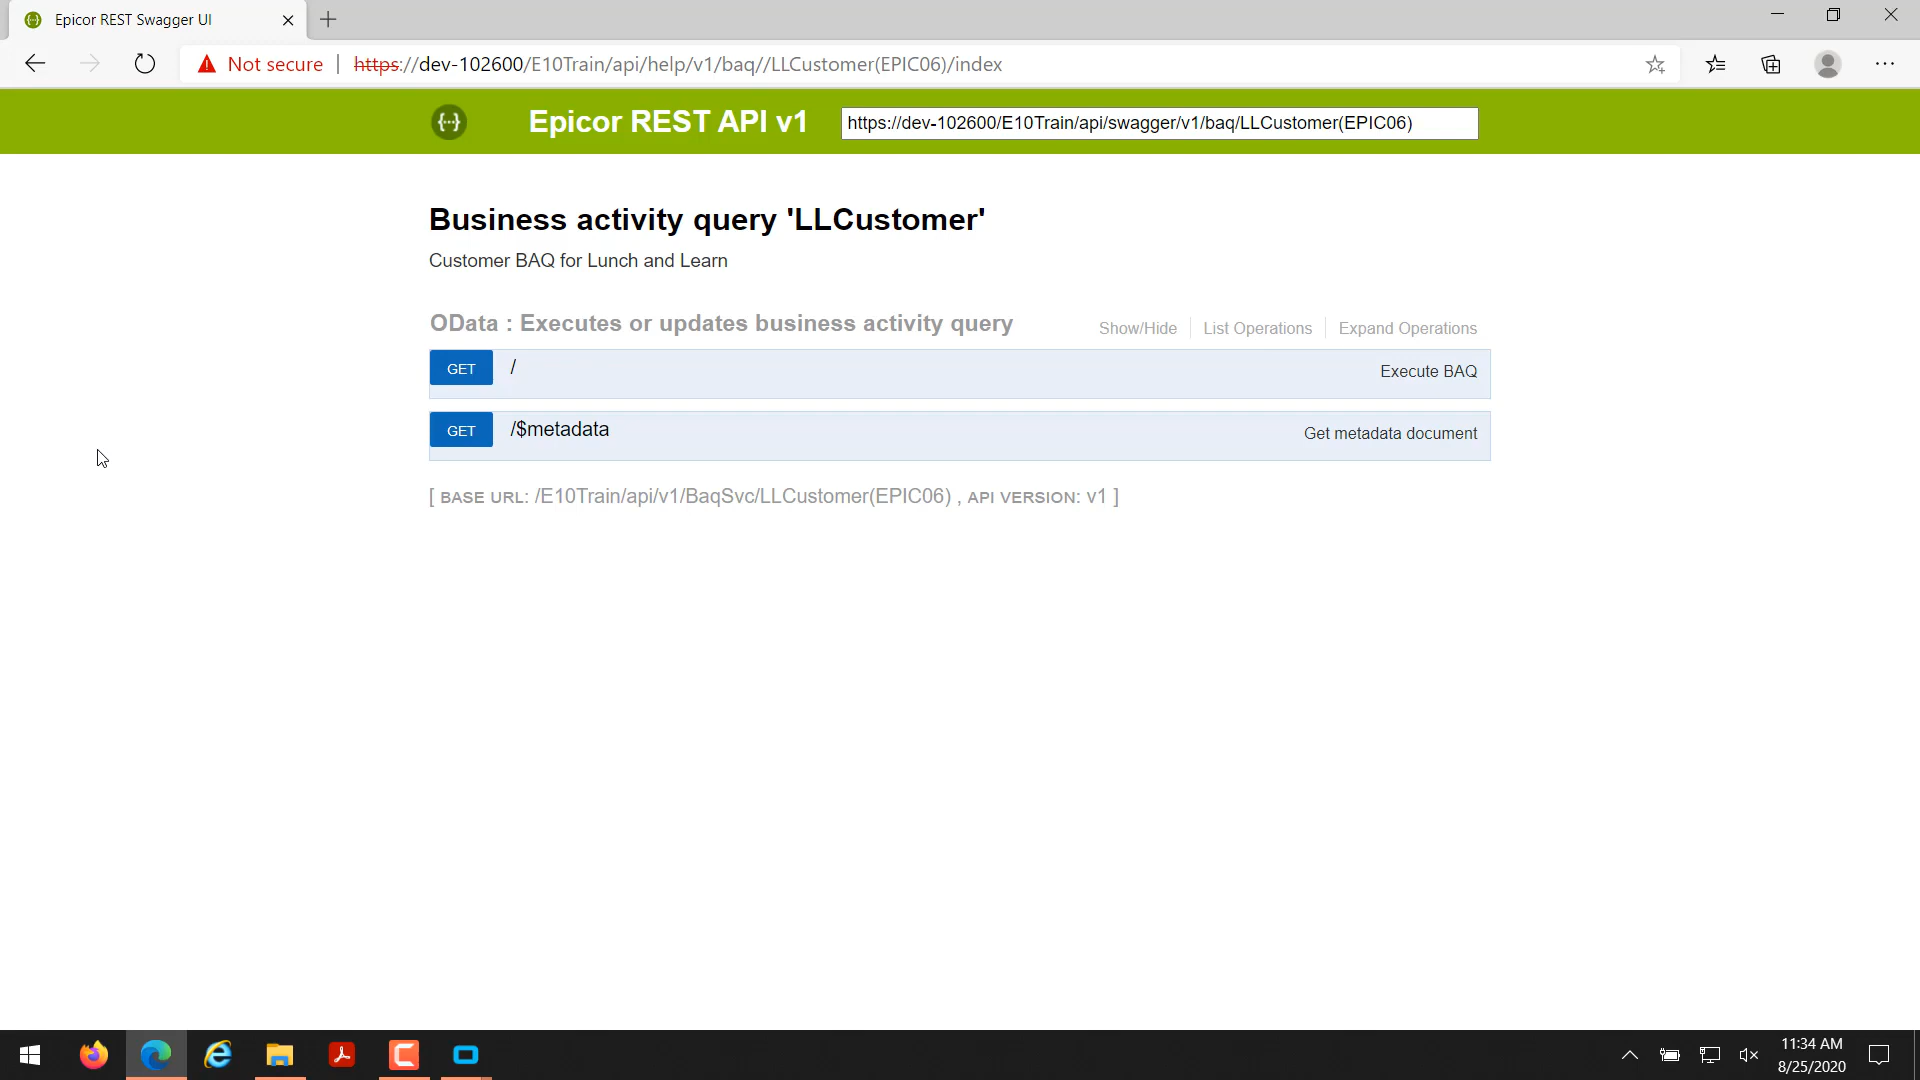 Epicor REST Swagger UI
Not secure | https://dev-102600/E10Train/api/help/v1/baq//LLCustomer(EPIC06)/index
{···} Epicor REST API v1 https://dev-102600/E10Train/api/swagger/v1/baq/LLCustomer(EPIC06)
Business activity query 'LLCustomer'
Customer BAQ for Lunch and Learn
OData : Executes or updates business activity query Show/Hide List Operations Expand Operations
GET / Execute BAQ
GET /$metadata Get metadata document
[ BASE URL: /E10Train/api/v1/BaqSvc/LLCustomer(EPIC06) , API VERSION: v1 ]
11:34 AM
8/25/2020